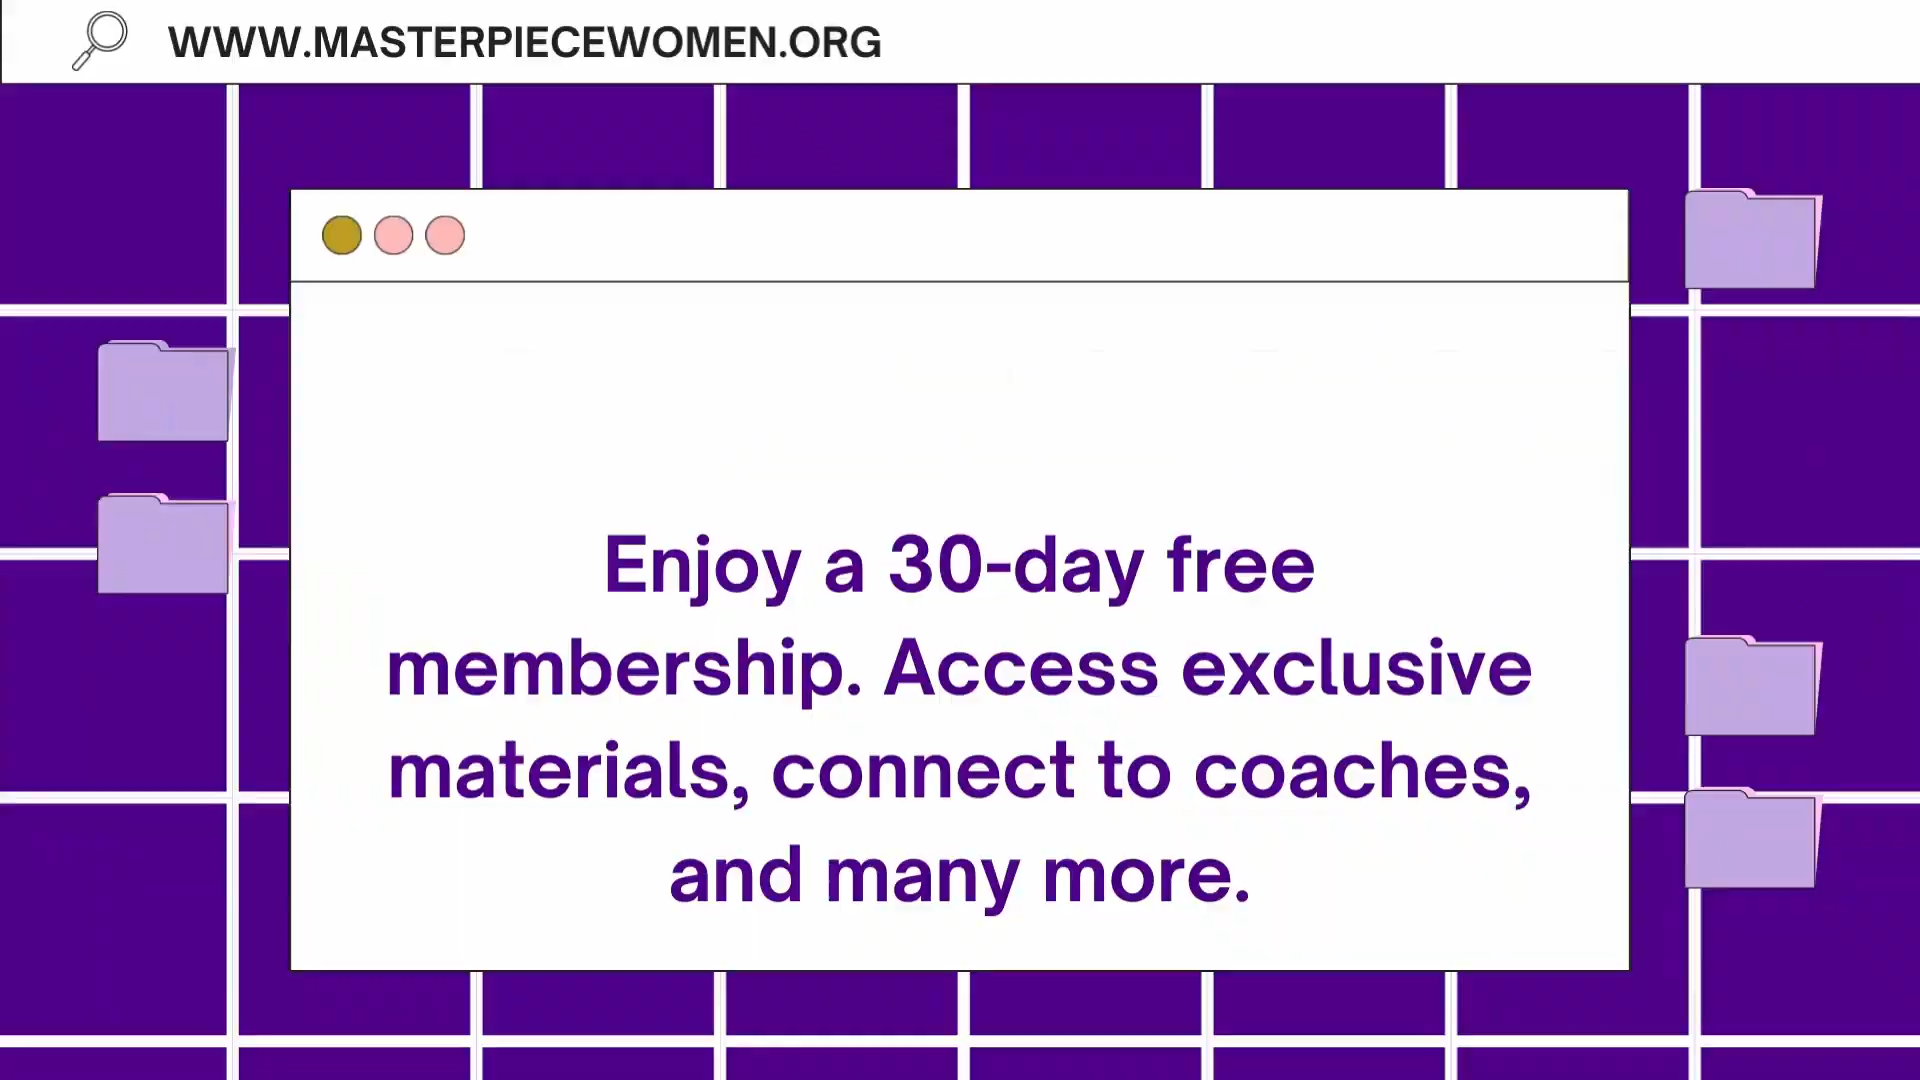 WWW.MASTERPIECEWOMEN.ORG
Enjoy a 30-day free
membership. Access exclusive
materials, connect to coaches,
and many more.